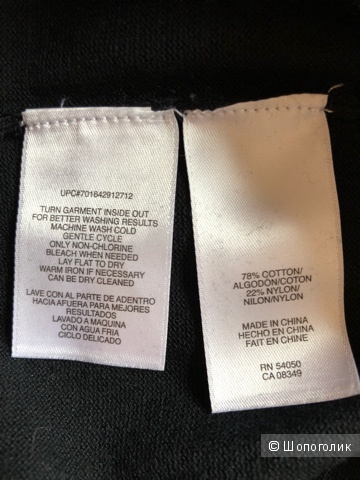 UPC#701642912712
TURN GARMENT INSIDE OUT
FOR BETTER WASHING RESULTS
MACHINE WASH COLD
GENTLE CYCLE
ONLY NON-CHLORINE
BLEACH WHEN NEEDED
LAY FLAT TO DRY
WARM IRON IF NECESSARY
CAN BE DRY CLEANED
LAVE CON AL PARTE DE ADENTRO
HACIA AFUERA PARA MEJORES
RESULTADOS
LAVADO A MAQUINA
CON AGUA FRIA
CICLO DELICADO
78% COTTON/
ALGODÓN/COTON
22% NYLON/
NILON/NYLON
MADE IN CHINA
HECHO EN CHINA
FAIT EN CHINE
RN 54050
CA 08349
© Шопоголик